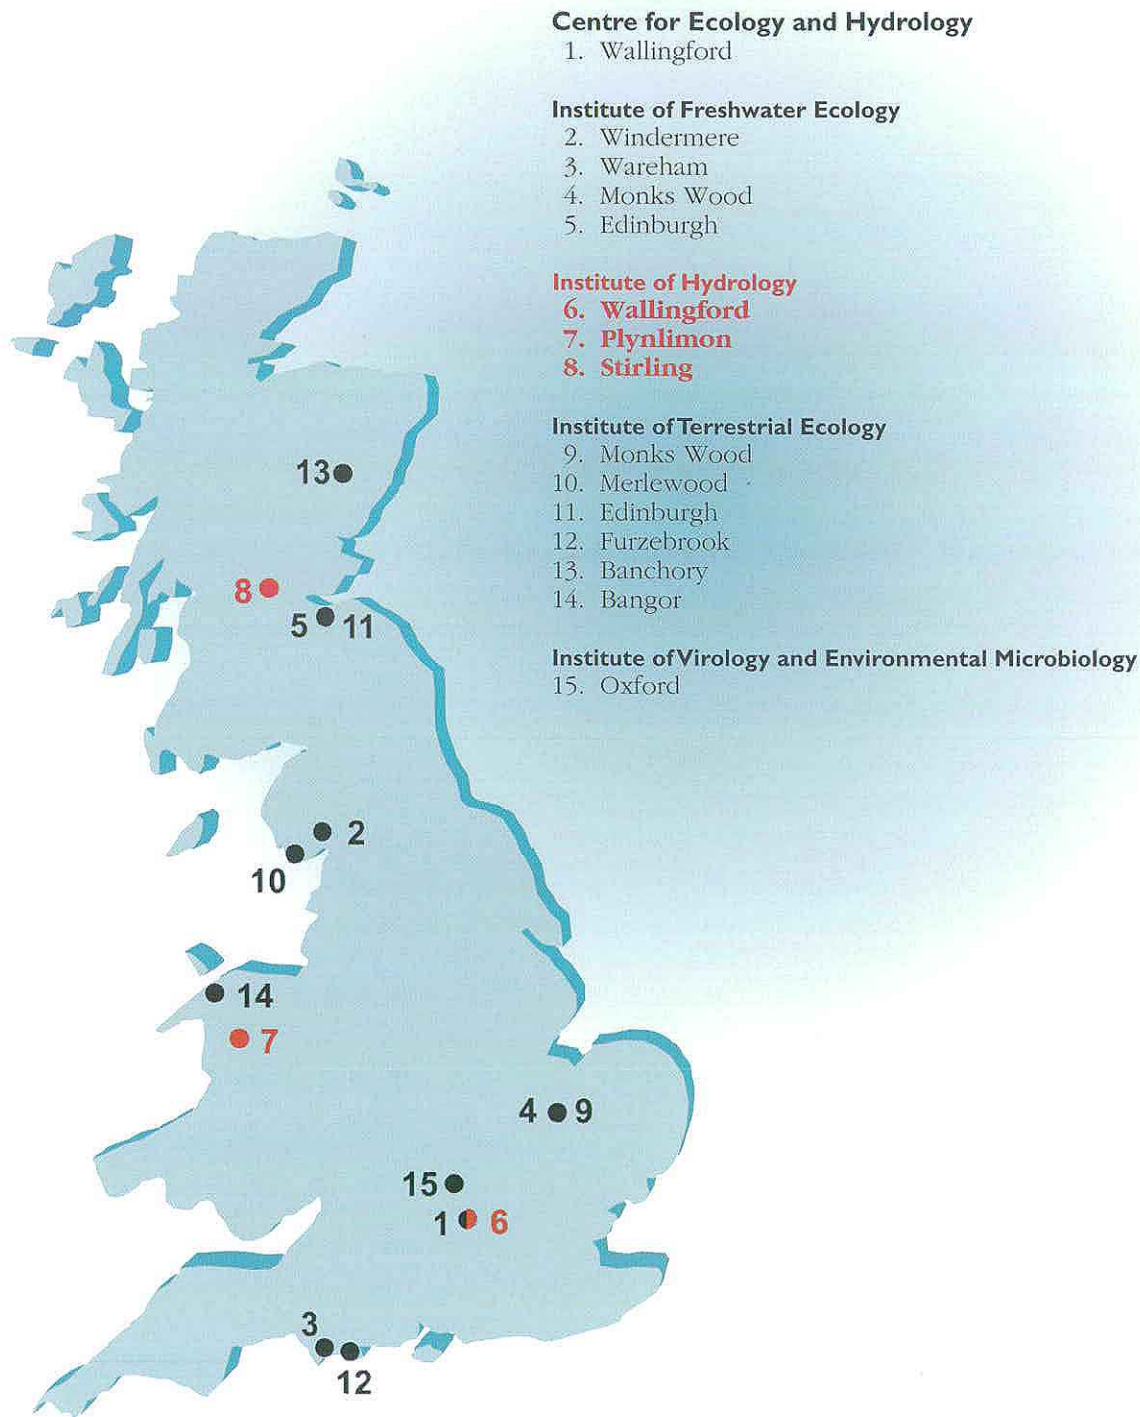 Centre for Ecology and Hydrology
1. Wallingford
Institute of Freshwater Ecology
2. Windermere
3. Wareham
4. Monks Wood
5. Edinburgh
Institute of Hydrology
6. Wallingford
7. Plynlimon
8. Stirling
Institute of Terrestrial Ecology
9. Monks Wood
10. Merlewood
11. Edinburgh
12. Furzebrook
13. Banchory
14. Bangor
Institute of Virology and Environmental Microbiology
15. Oxford
13
8
5 11
2
10
14
7
4 9
15
1 6
3
12